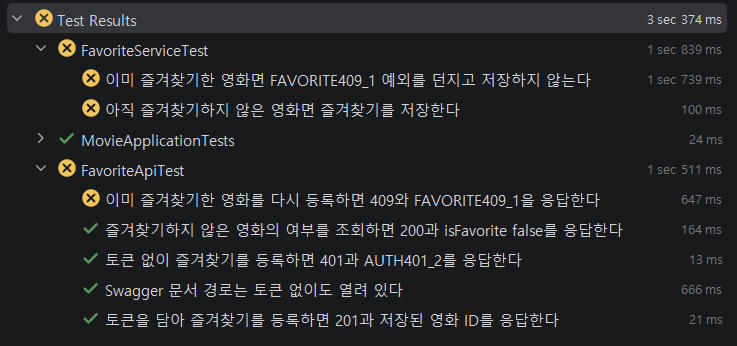 Test Results 3 sec 374 ms
FavoriteServiceTest 1 sec 839 ms
이미 즐겨찾기한 영화면 FAVORITE409_1 예외를 던지고 저장하지 않는다 1 sec 739 ms
아직 즐겨찾기하지 않은 영화면 즐겨찾기를 저장한다 100 ms
MovieApplicationTests 24 ms
FavoriteApiTest 1 sec 511 ms
이미 즐겨찾기한 영화를 다시 등록하면 409와 FAVORITE409_1을 응답한다 647 ms
즐겨찾기하지 않은 영화의 여부를 조회하면 200과 isFavorite false를 응답한다 164 ms
토큰 없이 즐겨찾기를 등록하면 401과 AUTH401_2를 응답한다 13 ms
Swagger 문서 경로는 토큰 없이도 열려 있다 666 ms
토큰을 담아 즐겨찾기를 등록하면 201과 저장된 영화 ID를 응답한다 21 ms